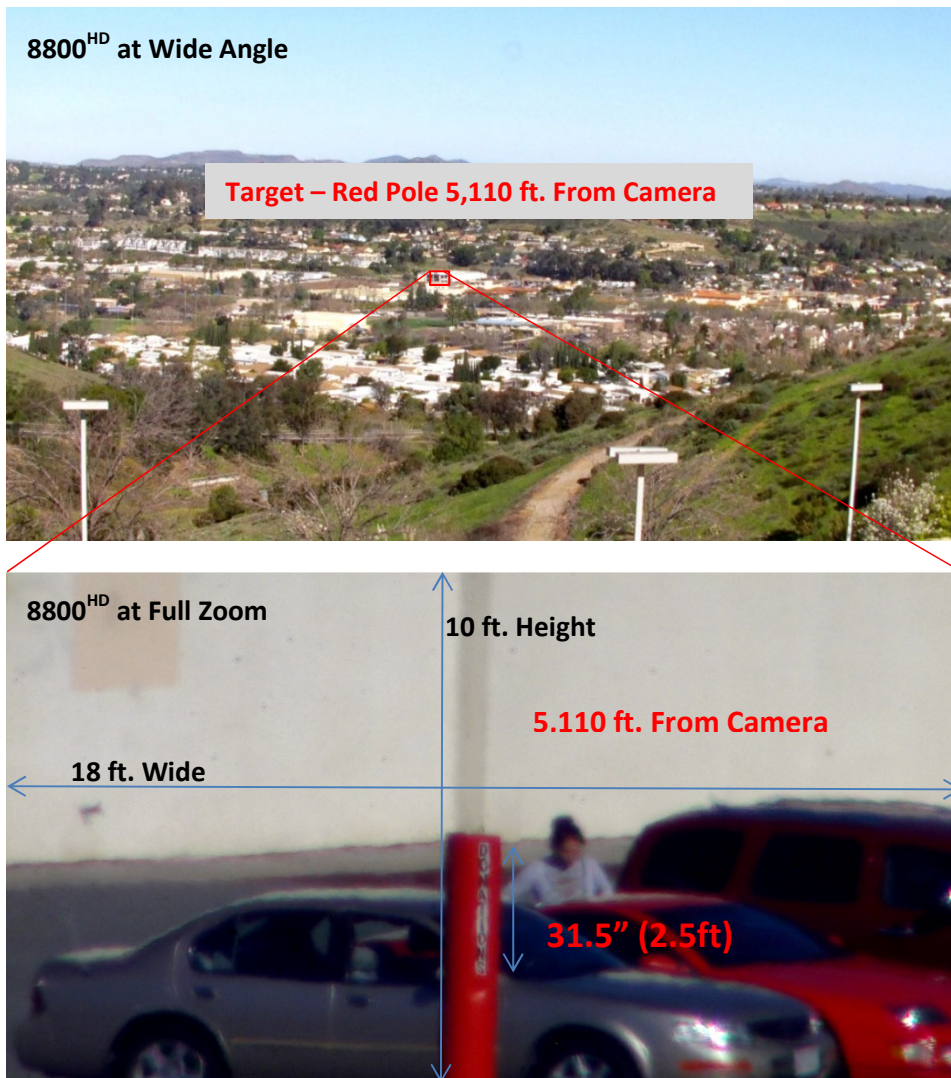 8800HD at Wide Angle
Target – Red Pole 5,110 ft. From Camera
8800HD at Full Zoom
10 ft. Height
5.110 ft. From Camera
18 ft. Wide
DONATIONS
31.5” (2.5ft)